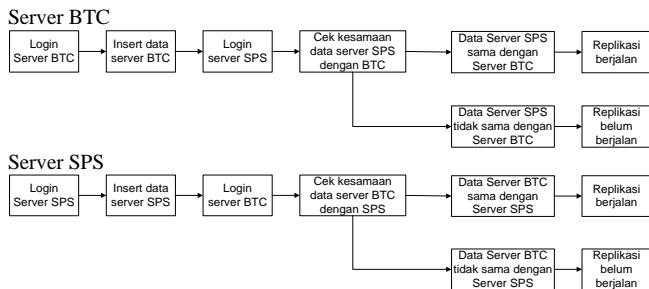 Server BTC
Login
Server BTC
Insert data
server BTC
Login
server SPS
Cek kesamaan
data server SPS
dengan BTC
Data Server SPS
sama dengan
Server BTC
Replikasi
berjalan
Data Server SPS
tidak sama dengan
Server BTC
Replikasi
belum
berjalan
Server SPS
Login
Server SPS
Insert data
server SPS
Login
server BTC
Cek kesamaan
data server BTC
dengan SPS
Data Server BTC
sama dengan
Server SPS
Replikasi
berjalan
Data Server BTC
tidak sama dengan
Server SPS
Replikasi
belum
berjalan